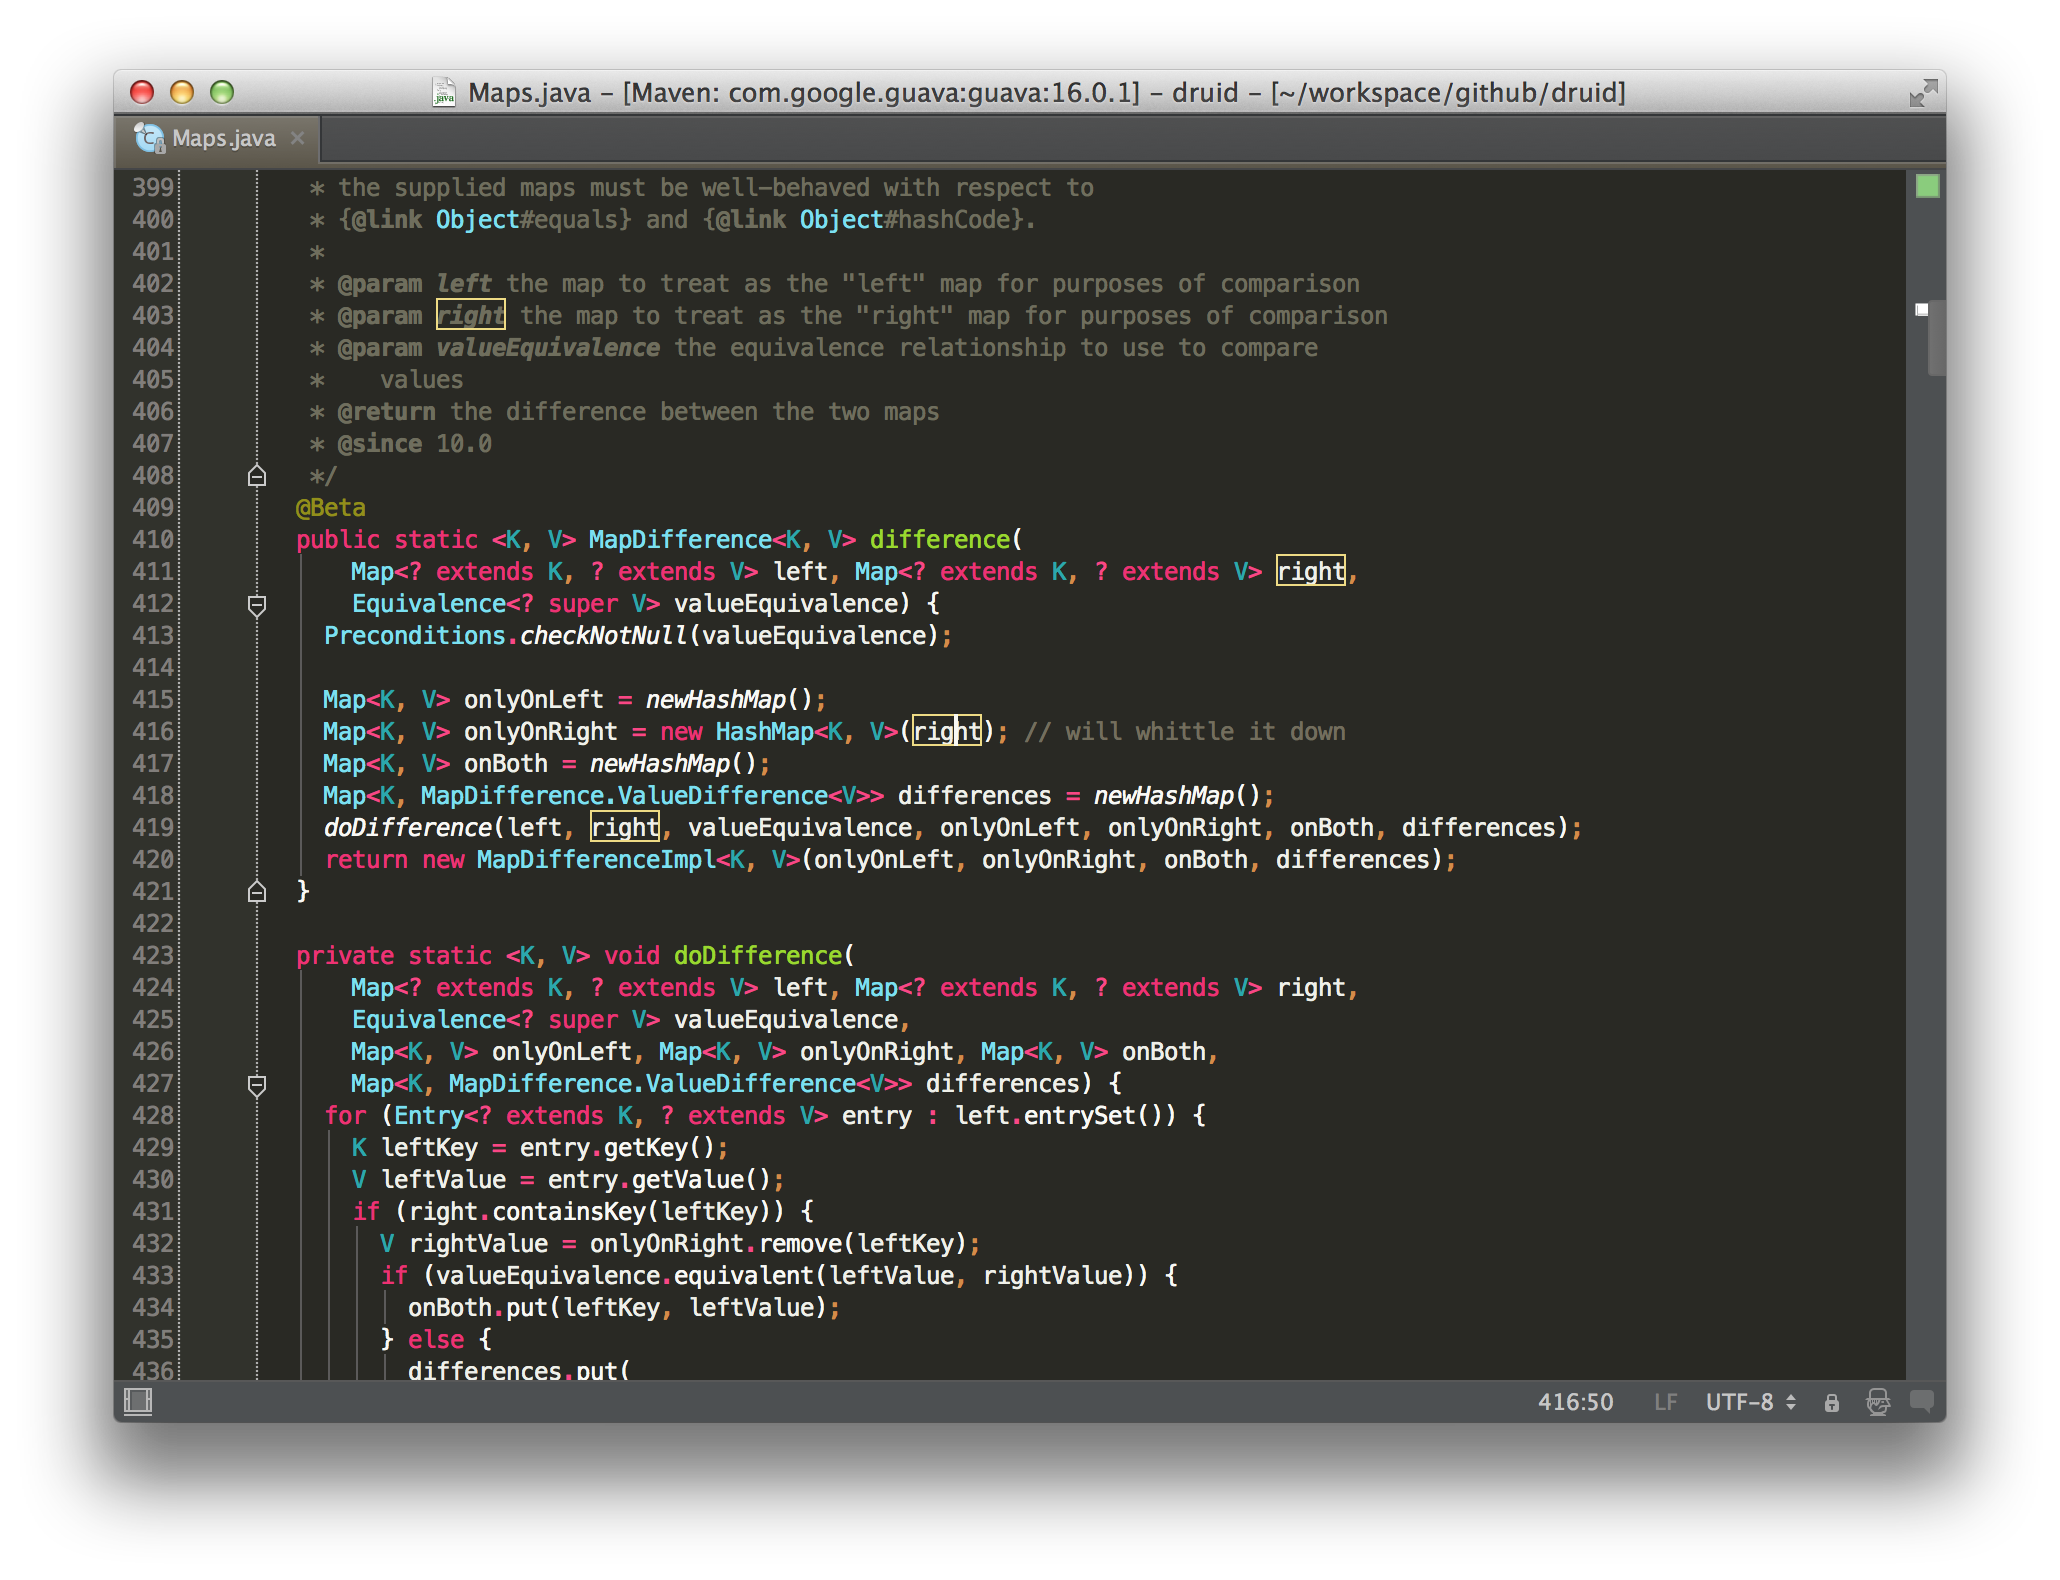 Maps.java – [Maven: com.google.guava:guava:16.0.1] – druid – [~/workspace/github/druid]
Maps.java
399 * the supplied maps must be well-behaved with respect to
400 * {@link Object#equals} and {@link Object#hashCode}.
401 *
402 * @param left the map to treat as the "left" map for purposes of comparison
403 * @param right the map to treat as the "right" map for purposes of comparison
404 * @param valueEquivalence the equivalence relationship to use to compare
405 *    values
406 * @return the difference between the two maps
407 * @since 10.0
408 */
409 @Beta
410 public static <K, V> MapDifference<K, V> difference(
411     Map<? extends K, ? extends V> left, Map<? extends K, ? extends V> right,
412     Equivalence<? super V> valueEquivalence) {
413   Preconditions.checkNotNull(valueEquivalence);
414
415   Map<K, V> onlyOnLeft = newHashMap();
416   Map<K, V> onlyOnRight = new HashMap<K, V>(right); // will whittle it down
417   Map<K, V> onBoth = newHashMap();
418   Map<K, MapDifference.ValueDifference<V>> differences = newHashMap();
419   doDifference(left, right, valueEquivalence, onlyOnLeft, onlyOnRight, onBoth, differences);
420   return new MapDifferenceImpl<K, V>(onlyOnLeft, onlyOnRight, onBoth, differences);
421 }
422
423 private static <K, V> void doDifference(
424     Map<? extends K, ? extends V> left, Map<? extends K, ? extends V> right,
425     Equivalence<? super V> valueEquivalence,
426     Map<K, V> onlyOnLeft, Map<K, V> onlyOnRight, Map<K, V> onBoth,
427     Map<K, MapDifference.ValueDifference<V>> differences) {
428   for (Entry<? extends K, ? extends V> entry : left.entrySet()) {
429     K leftKey = entry.getKey();
430     V leftValue = entry.getValue();
431     if (right.containsKey(leftKey)) {
432       V rightValue = onlyOnRight.remove(leftKey);
433       if (valueEquivalence.equivalent(leftValue, rightValue)) {
434         onBoth.put(leftKey, leftValue);
435       } else {
436         differences.put(
416:50 LF UTF-8